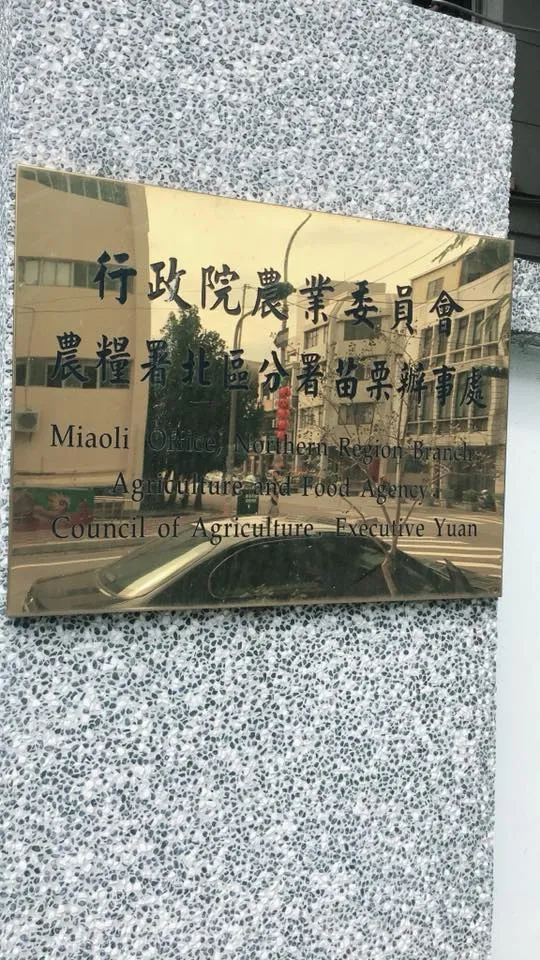 行政院農業委員會
農糧署北區分署苗栗辦事處
Miaoli Office, Northern Region Branch,
Agriculture and Food Agency,
Council of Agriculture, Executive Yuan